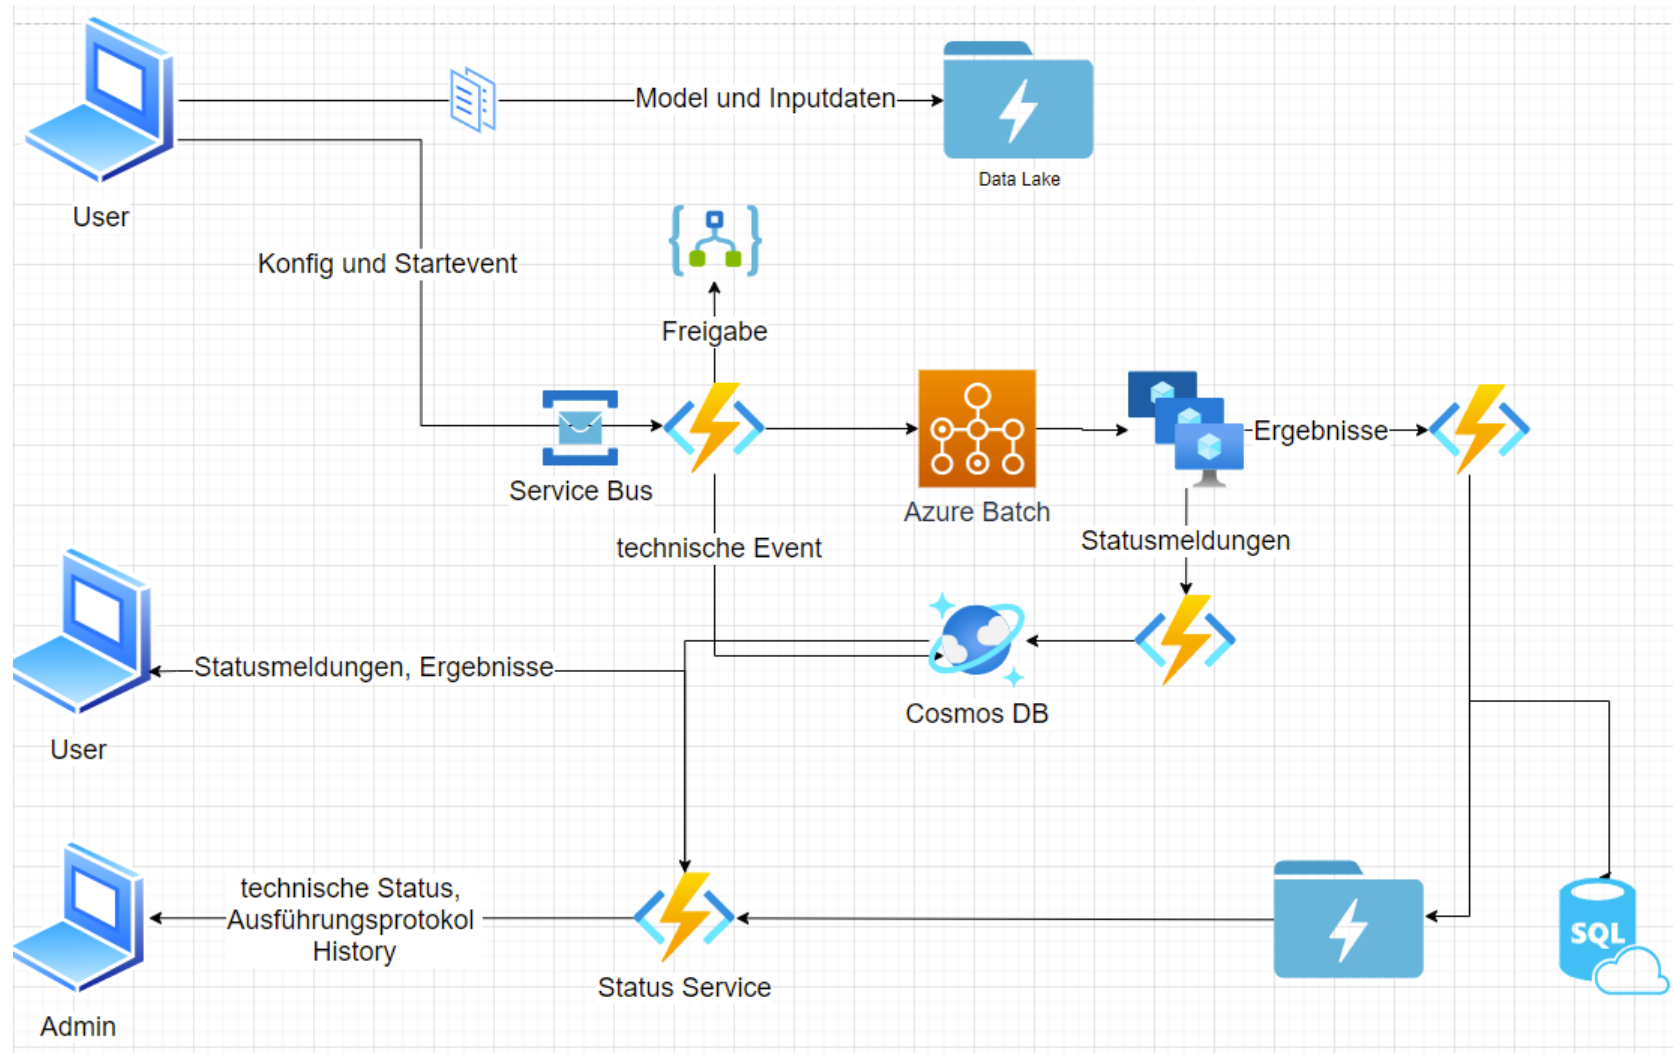 Model und Inputdaten
Data Lake
User
Konfig und Startevent
Freigabe
Ergebnisse
Service Bus
Azure Batch
Statusmeldungen
technische Event
Statusmeldungen, Ergebnisse
Cosmos DB
User
technische Status,
Ausführungsprotokol
History
SQL
Status Service
Admin